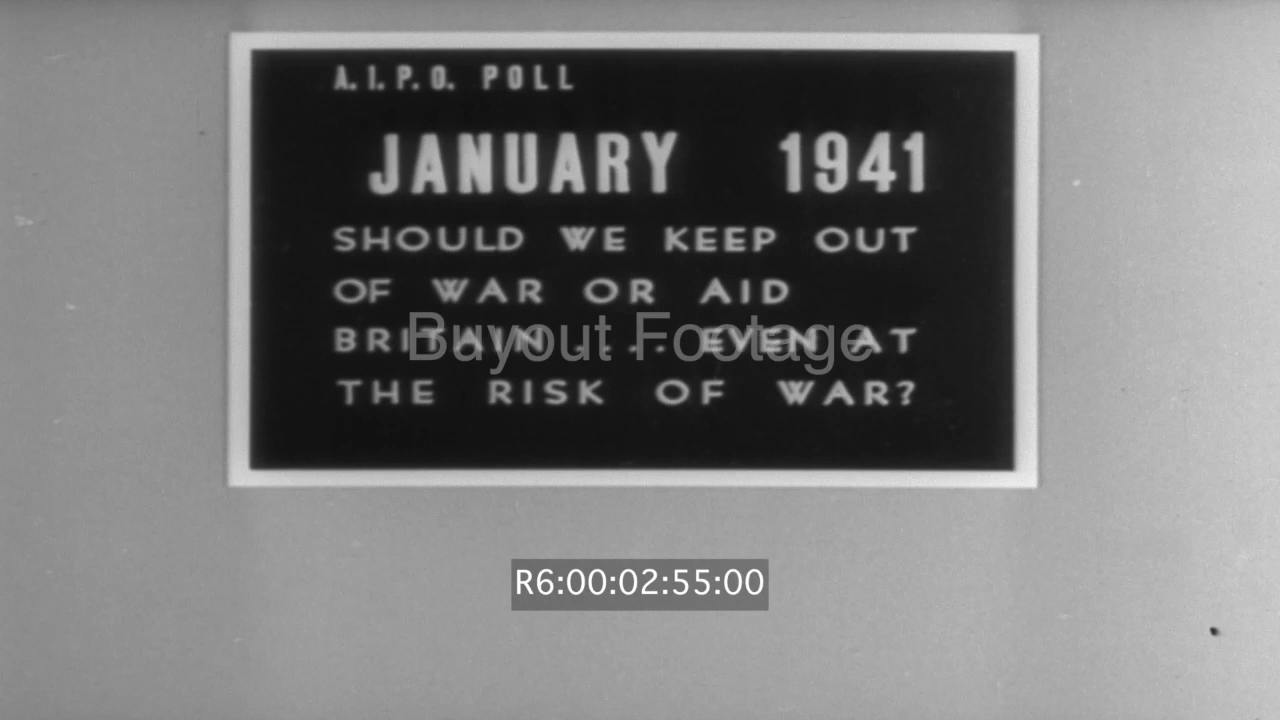 A.I.P.O. POLL
JANUARY 1941
SHOULD WE KEEP OUT
OF WAR OR AID
BRITAIN .... EVEN AT
THE RISK OF WAR?
Buyout Footage
R6:00:02:55:00